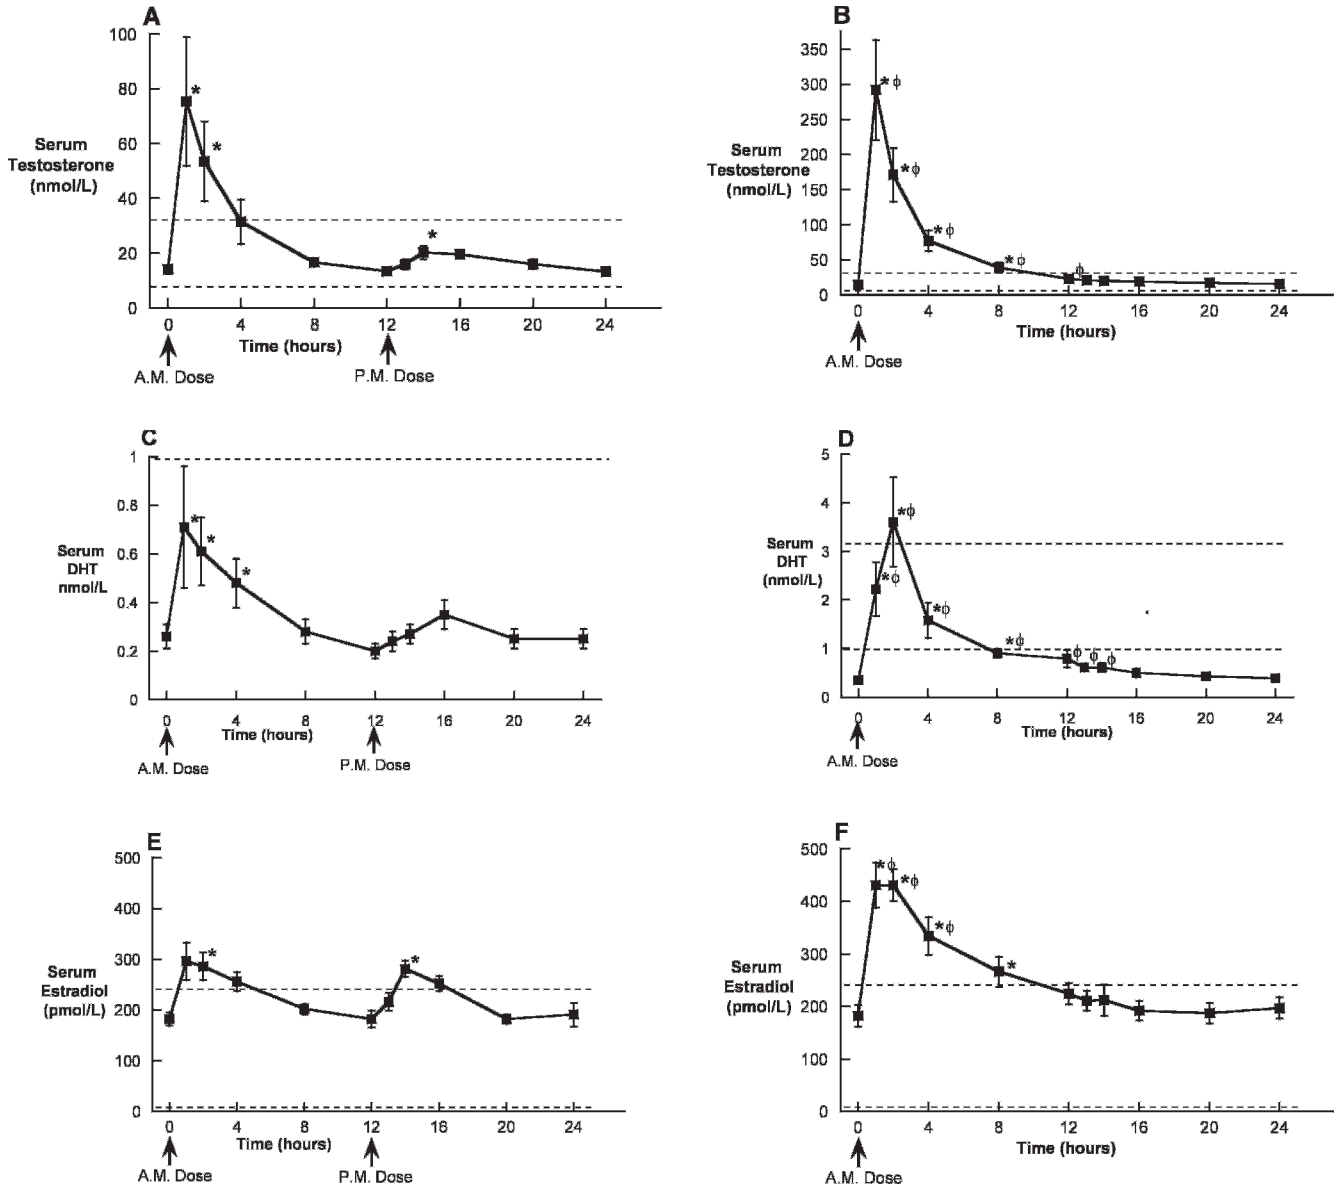 A
100
80
60
40
20
0
Serum
Testosterone
(nmol/L)
*
*
*
0 4 8 12 16 20 24
Time (hours)
A.M. Dose P.M. Dose
B
350
300
250
200
150
100
50
0
Serum
Testosterone
(nmol/L)
*ϕ
*ϕ
*ϕ
*ϕ
ϕ
0 4 8 12 16 20 24
Time (hours)
A.M. Dose
C
1
0.8
0.6
0.4
0.2
0
Serum
DHT
nmol/L
*
*
*
0 4 8 12 16 20 24
Time (hours)
A.M. Dose P.M. Dose
D
5
4
3
2
1
0
Serum
DHT
(nmol/L)
*ϕ
*ϕ
*ϕ
*ϕ
ϕ ϕ ϕ
0 4 8 12 16 20 24
Time (hours)
A.M. Dose
E
500
400
300
200
100
0
Serum
Estradiol
(pmol/L)
*
*
0 4 8 12 16 20 24
Time (hours)
A.M. Dose P.M. Dose
F
500
400
300
200
100
0
Serum
Estradiol
(pmol/L)
*ϕ
*ϕ
*ϕ
*
0 4 8 12 16 20 24
Time (hours)
A.M. Dose